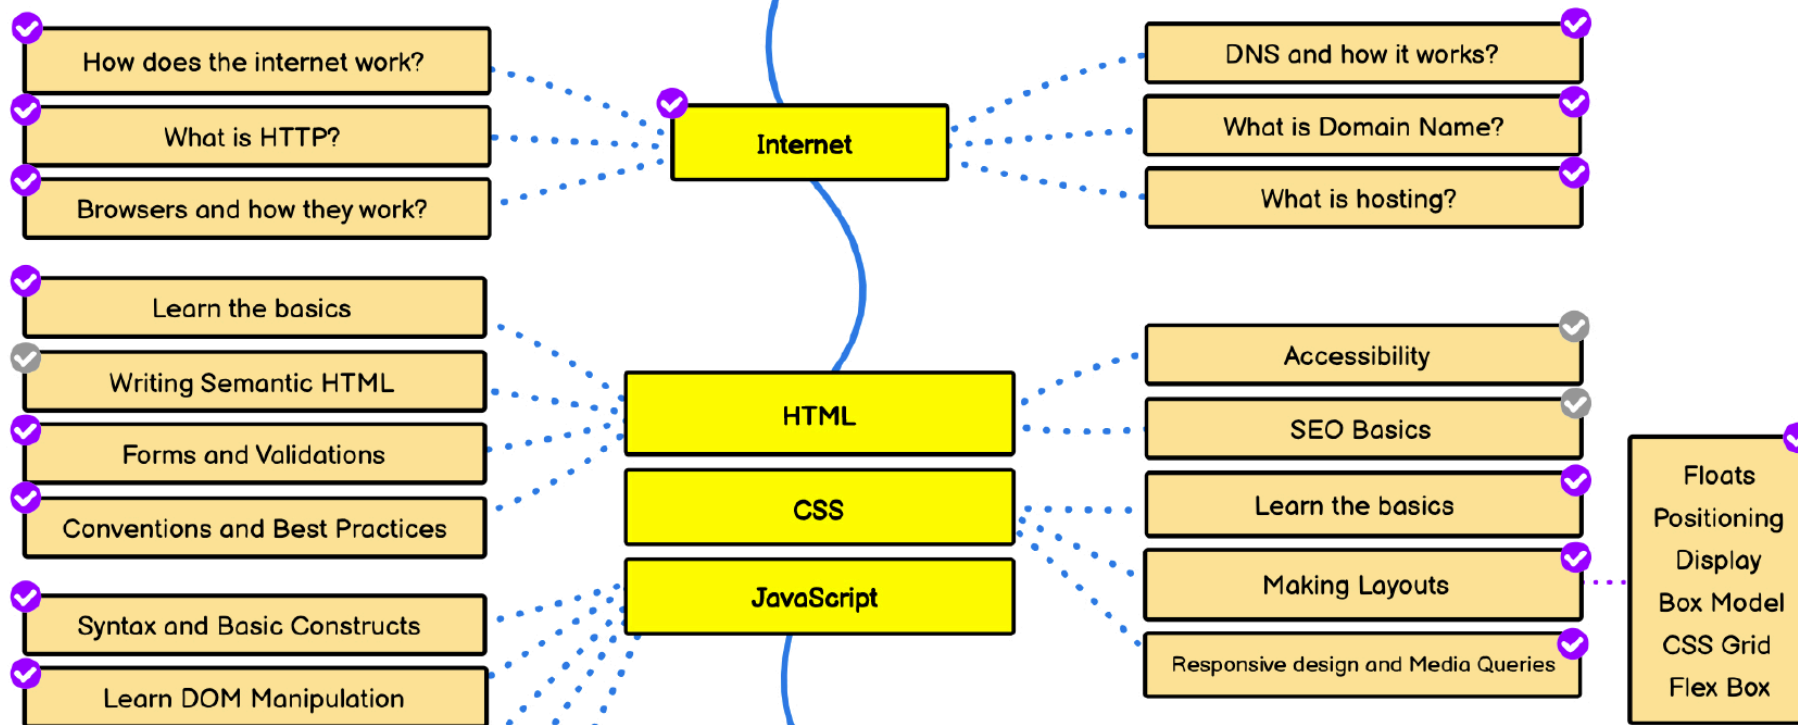 How does the internet work?
What is HTTP?
Browsers and how they work?
Internet
DNS and how it works?
What is Domain Name?
What is hosting?
Learn the basics
Writing Semantic HTML
Forms and Validations
Conventions and Best Practices
HTML
CSS
JavaScript
Accessibility
SEO Basics
Learn the basics
Making Layouts
Responsive design and Media Queries
Floats
Positioning
Display
Box Model
CSS Grid
Flex Box
Syntax and Basic Constructs
Learn DOM Manipulation